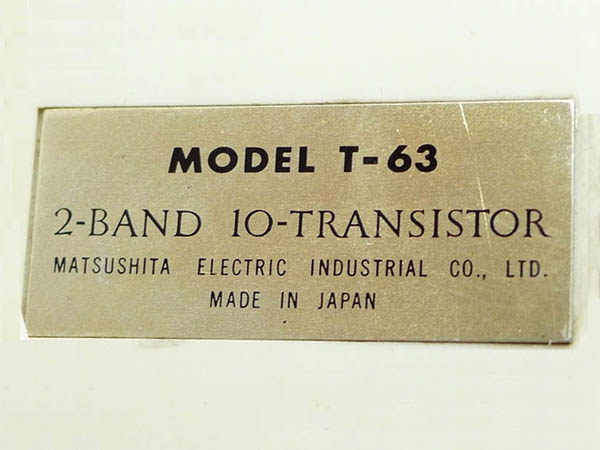 MODEL T-63
2-BAND 10-TRANSISTOR
MATSUSHITA ELECTRIC INDUSTRIAL CO., LTD.
MADE IN JAPAN